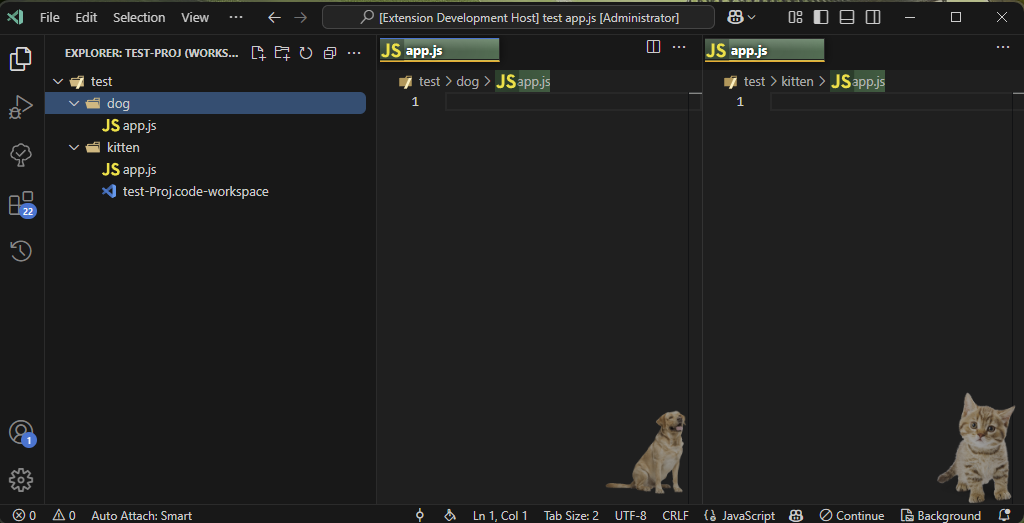 File Edit Selection View ··· [Extension Development Host] test app.js [Administrator]
EXPLORER: TEST-PROJ (WORKS...
test
dog
JS app.js
kitten
JS app.js
test-Proj.code-workspace
22
1
JS app.js
test > dog > JS app.js
1
JS app.js
test > kitten > JS app.js
1
0 0 Auto Attach: Smart Ln 1, Col 1 Tab Size: 2 UTF-8 CRLF {} JavaScript Continue Background